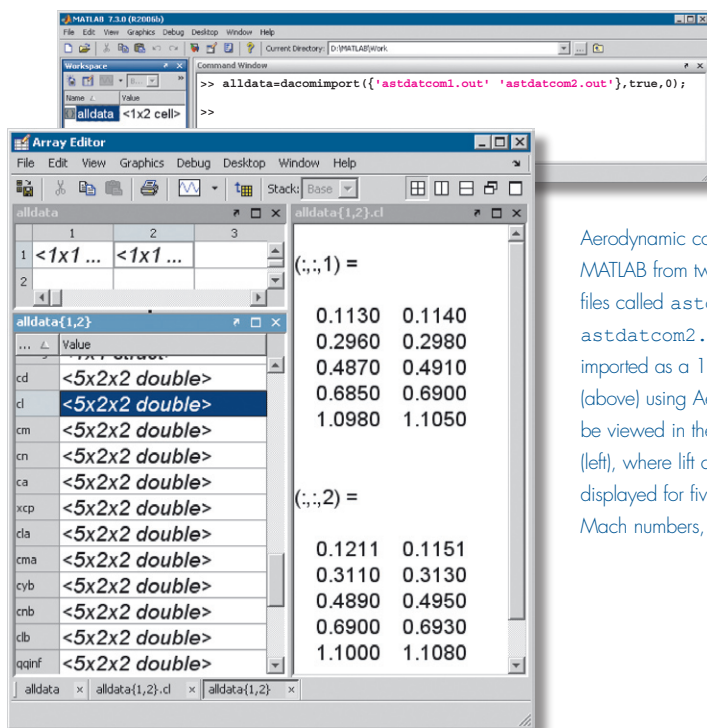 MATLAB 7.3.0 (R2006b)
File Edit View Graphics Debug Desktop Window Help
Current Directory: D:\MATLAB\Work
Workspace
Name Value
alldata <1x2 cell>
Command Window
>> alldata=dacomimport({'astdatcom1.out' 'astdatcom2.out'},true,0);
>>
Array Editor
File Edit View Graphics Debug Desktop Window Help
Stack: Base
alldata
1 2 3
1 <1x1 ... <1x1 ...
2
alldata{1,2}
... Value
cd <5x2x2 double>
cl <5x2x2 double>
cm <5x2x2 double>
cn <5x2x2 double>
ca <5x2x2 double>
xcp <5x2x2 double>
cla <5x2x2 double>
cma <5x2x2 double>
cyb <5x2x2 double>
cnb <5x2x2 double>
clb <5x2x2 double>
qqinf <5x2x2 double>
alldata{1,2}.cl
(:,:,1) =
0.1130 0.1140
0.2960 0.2980
0.4870 0.4910
0.6850 0.6900
1.0980 1.1050
(:,:,2) =
0.1211 0.1151
0.3110 0.3130
0.4890 0.4950
0.6900 0.6930
1.1000 1.1080
alldata alldata{1,2}.cl alldata{1,2}
Aerodynamic co
MATLAB from tw
files called ast
astdatcom2.
imported as a 1
(above) using A
be viewed in the
(left), where lift
displayed for fiv
Mach numbers,